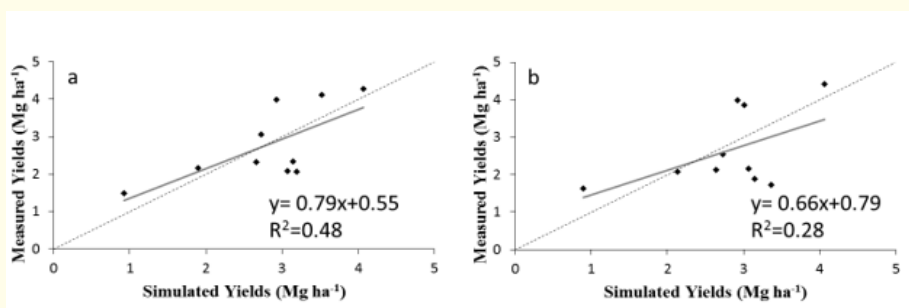 a
Measured Yields (Mg ha⁻¹)
5
4
3
2
1
0
y= 0.79x+0.55
R²=0.48
0 1 2 3 4 5
Simulated Yields (Mg ha⁻¹)
b
Measured Yields (Mg ha⁻¹)
5
4
3
2
1
0
y= 0.66x+0.79
R²=0.28
0 1 2 3 4 5
Simulated Yields (Mg ha⁻¹)